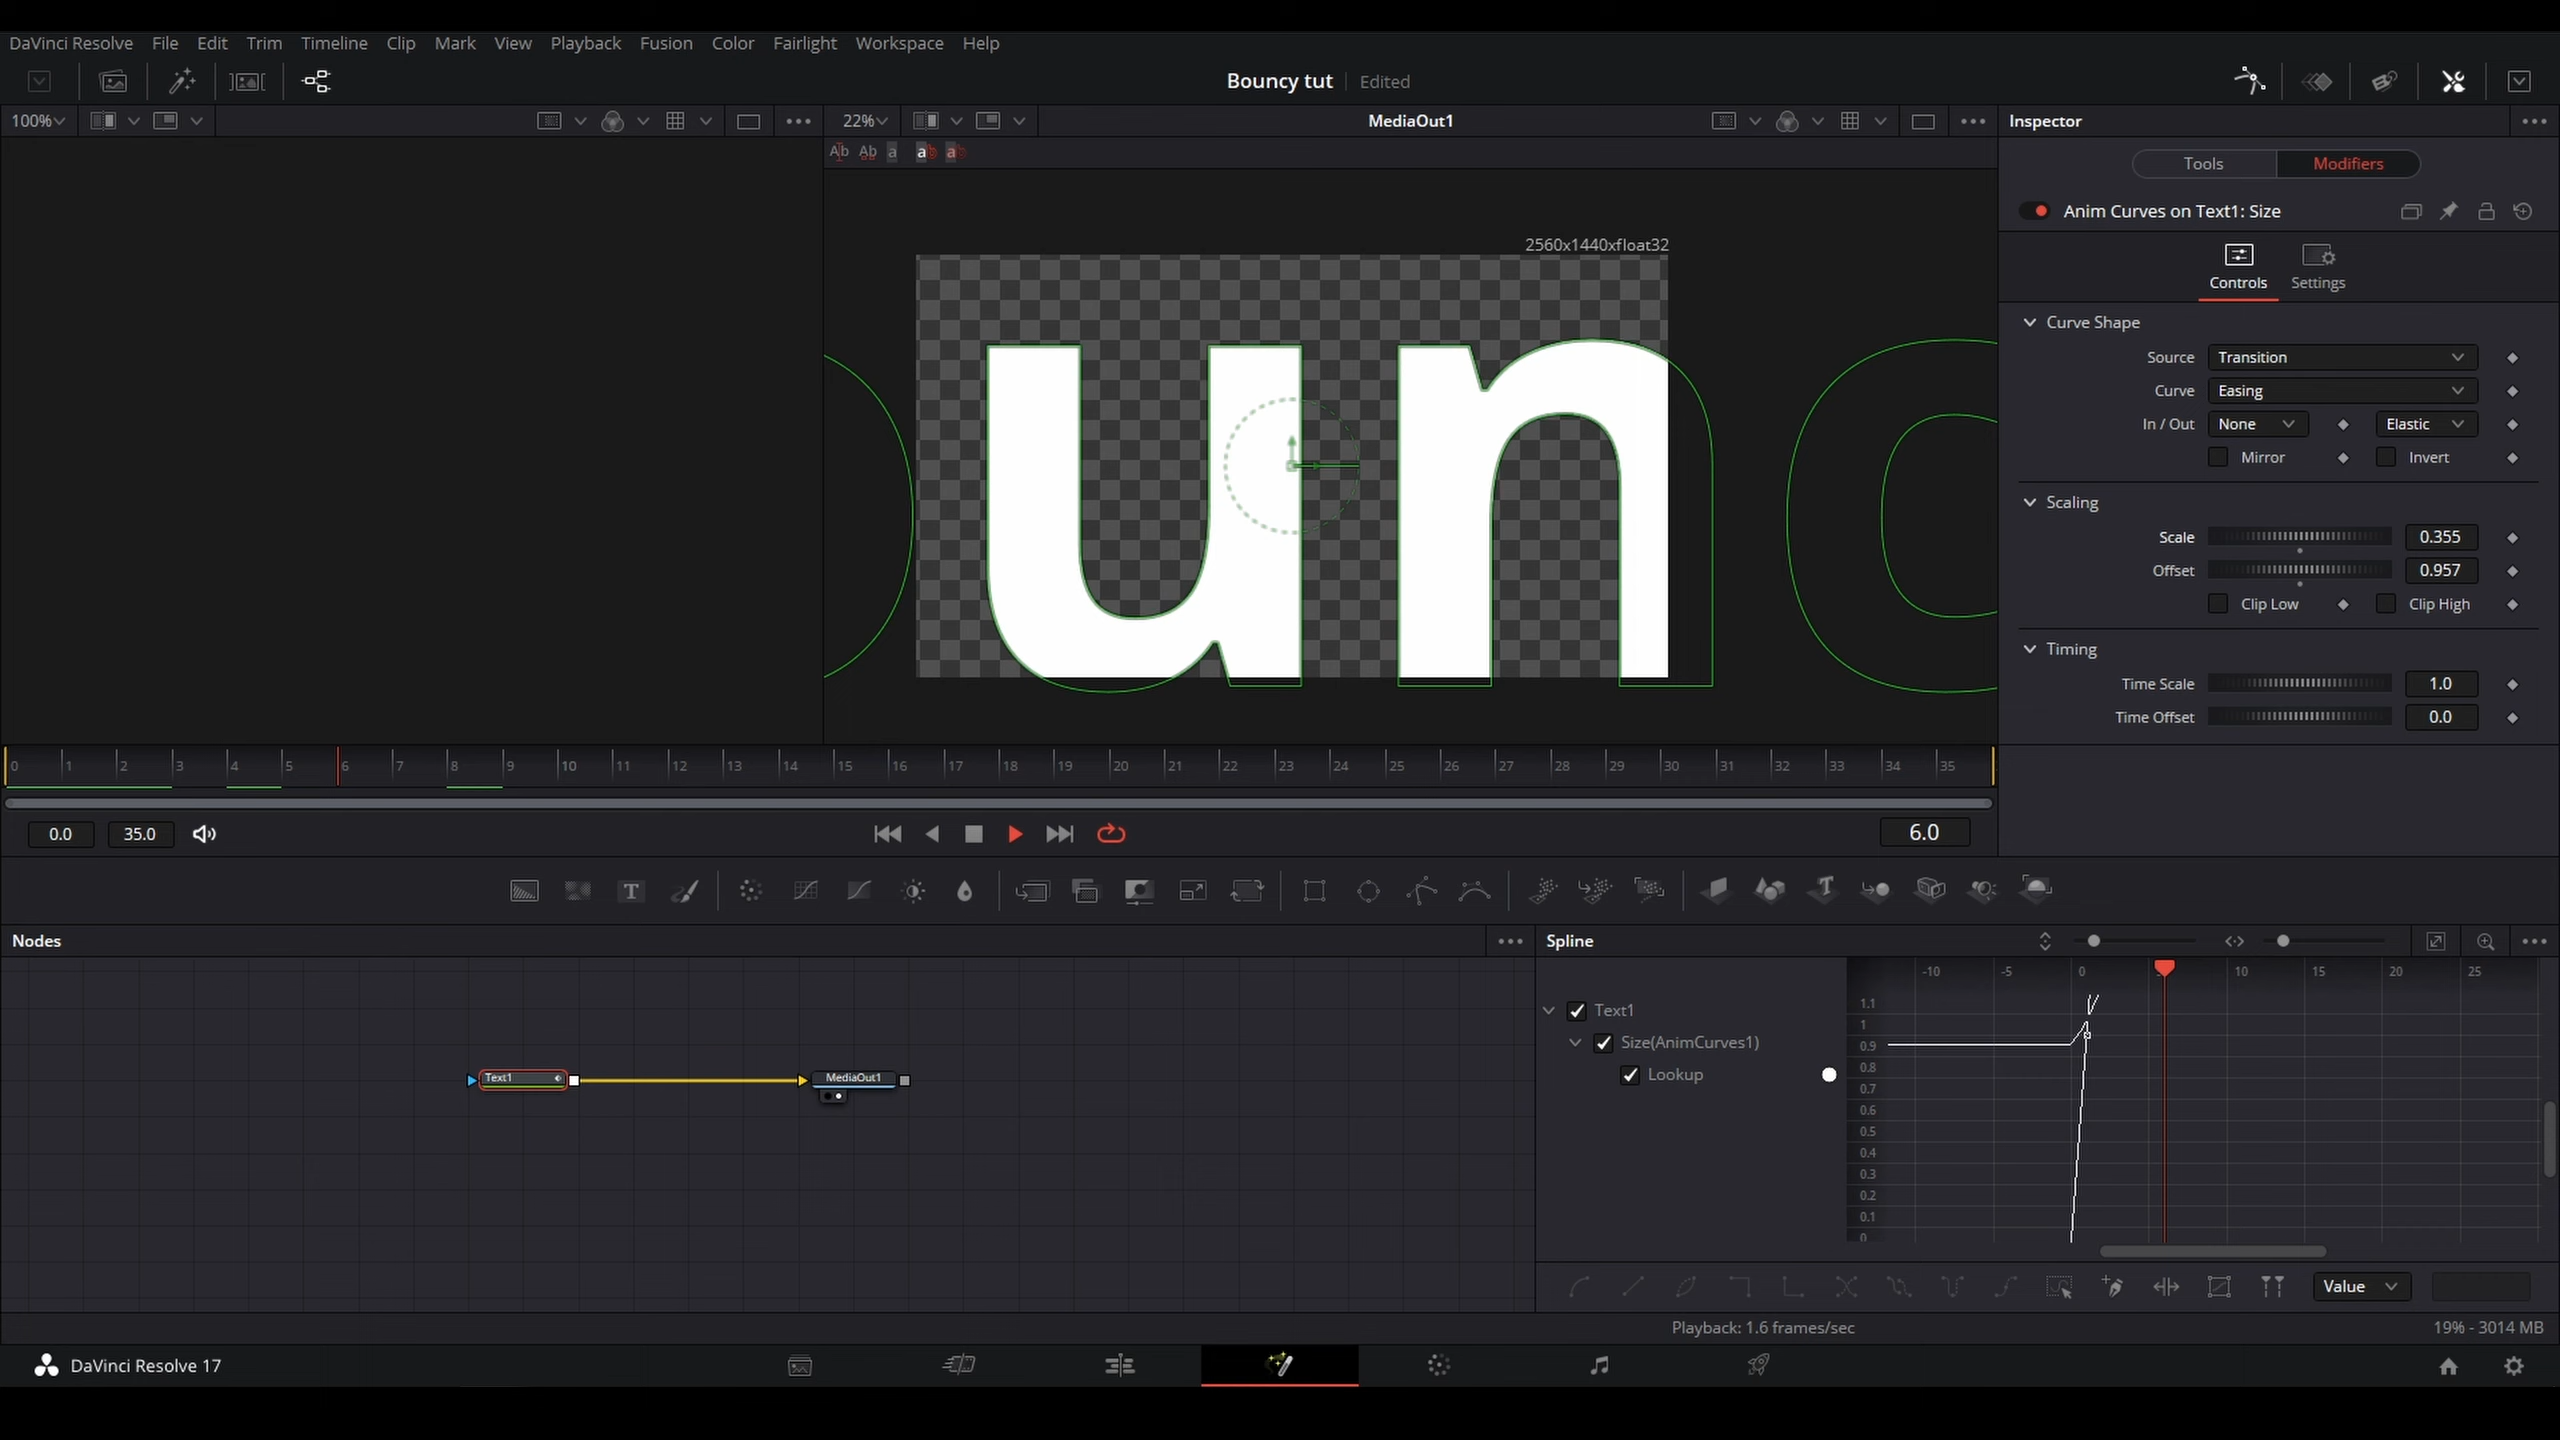 DaVinci Resolve File Edit Trim Timeline Clip Mark View Playback Fusion Color Fairlight Workspace Help
Bouncy tut Edited
100% 22% MediaOut1 Inspector
Ab Ab a ab ab
Tools Modifiers
Anim Curves on Text1: Size
2560x1440xfloat32
un
Controls Settings
Curve Shape
Source Transition
Curve Easing
In / Out None Elastic
Mirror Invert
Scaling
Scale 0.355
Offset 0.957
Clip Low Clip High
Timing
Time Scale 1.0
Time Offset 0.0
0 1 2 3 4 5 6 7 8 9 10 11 12 13 14 15 16 17 18 19 20 21 22 23 24 25 26 27 28 29 30 31 32 33 34 35
0.0 35.0 6.0
Nodes Spline
-10 -5 0 10 15 20 25
Text1
Size(AnimCurves1)
Lookup
1.1
1
0.9
0.8
0.7
0.6
0.5
0.4
0.3
0.2
0.1
0
Text1 MediaOut1
Value
Playback: 1.6 frames/sec 19% - 3014 MB
DaVinci Resolve 17